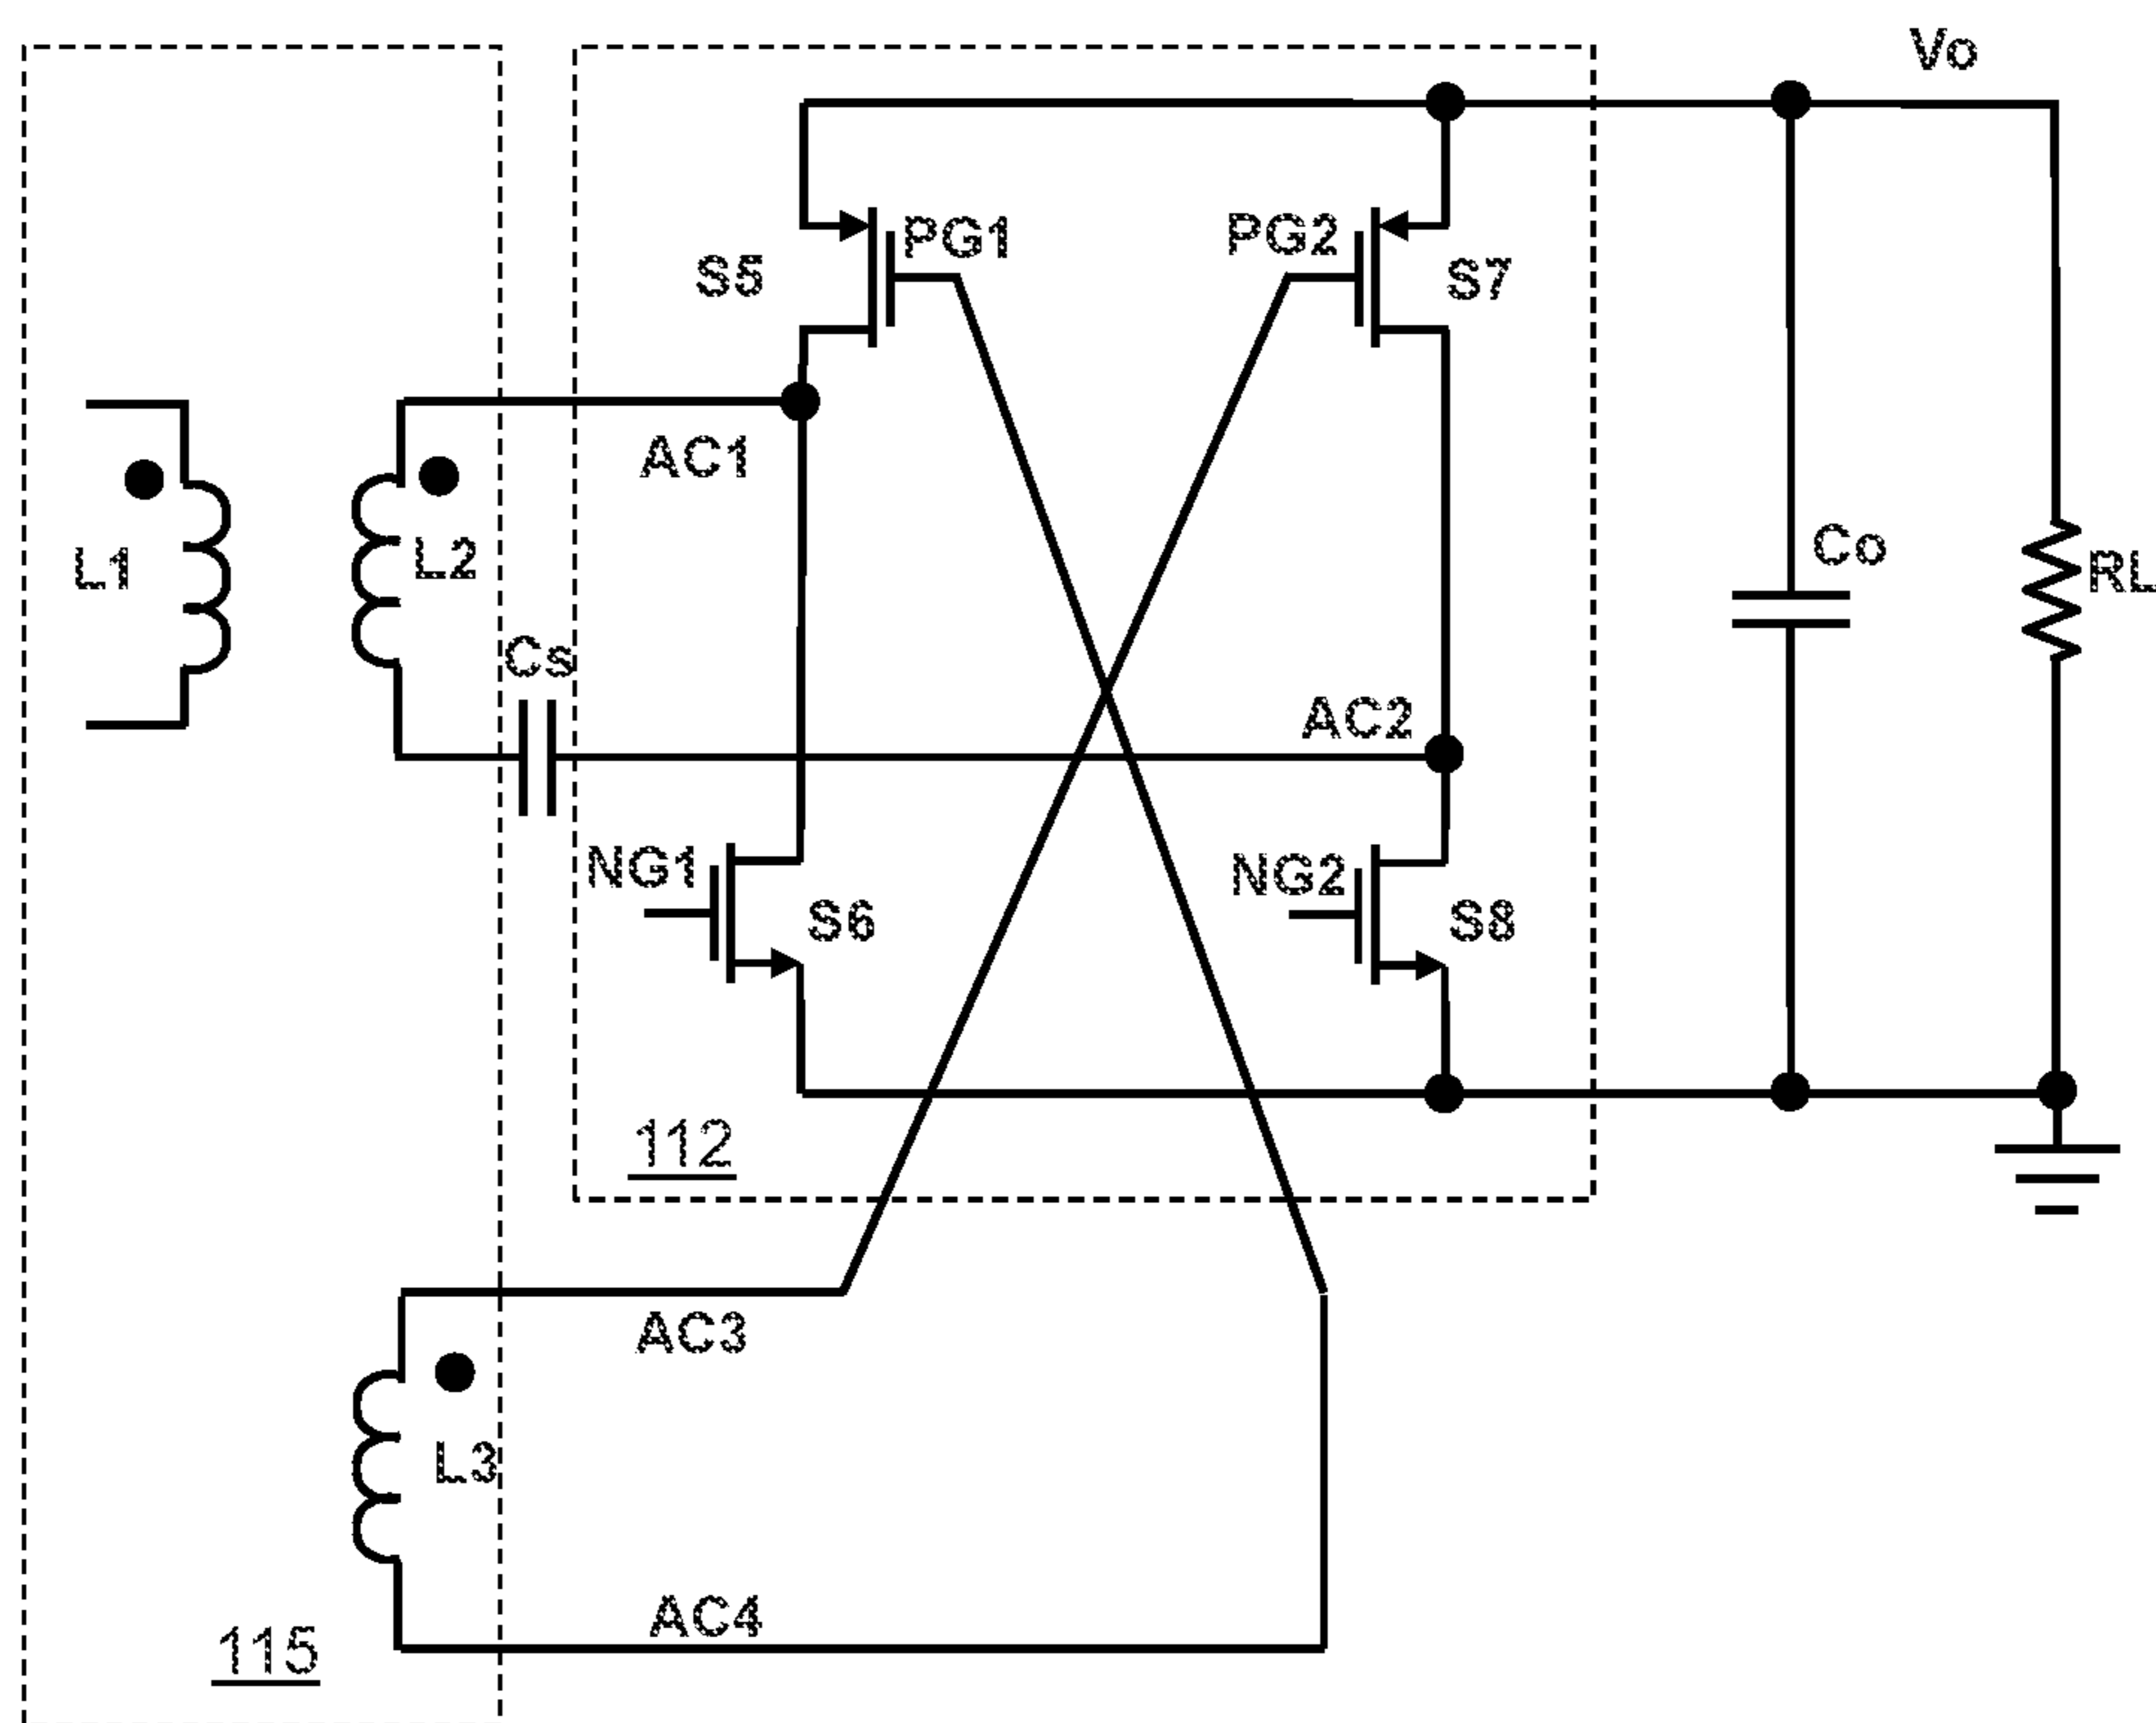 Vo
PG1
PG2
S5
S7
AC1
L1
L2
Co
RL
Cs
AC2
NG1
S6
NG2
S8
112
AC3
L3
AC4
115